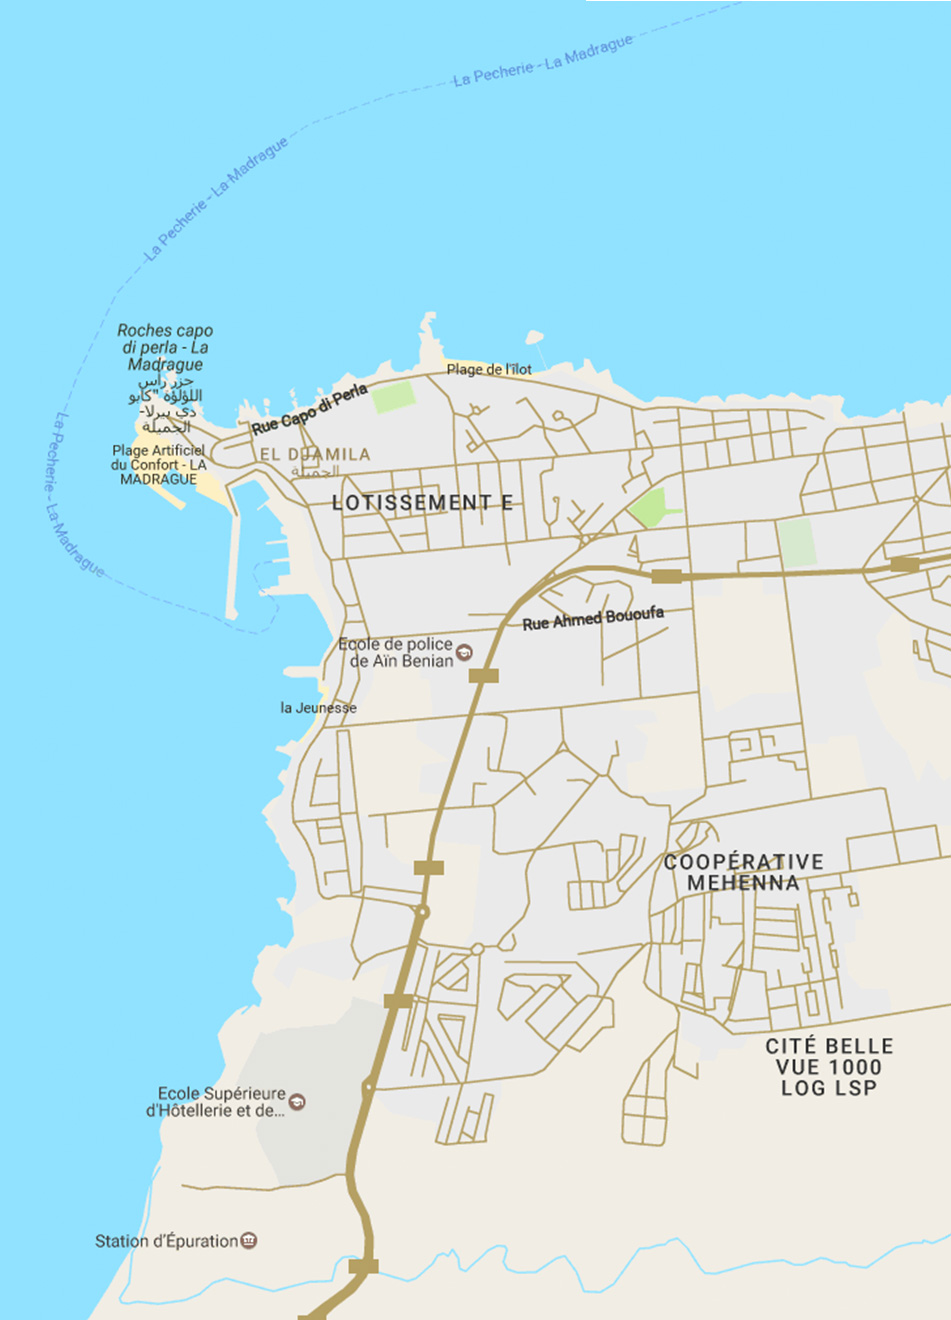 La Pecherie - La Madrague
La Pecherie - La Madrague
Roches capo
di perla - La
Madrague
جزر راس
اللؤلؤه "كابو
دي بيرلا-
الجميلة
Plage de l'îlot
Rue Capo di Perla
La Pecherie - La Madrague
Plage Artificiel
du Confort - LA
MADRAGUE
EL DJAMILA
الجميلة
LOTISSEMENT E
Rue Ahmed Bououfa
Ecole de police
de Aïn Benian
la Jeunesse
COOPÉRATIVE
MEHENNA
CITÉ BELLE
VUE 1000
LOG LSP
Ecole Supérieure
d'Hôtellerie et de...
Station d'Épuration